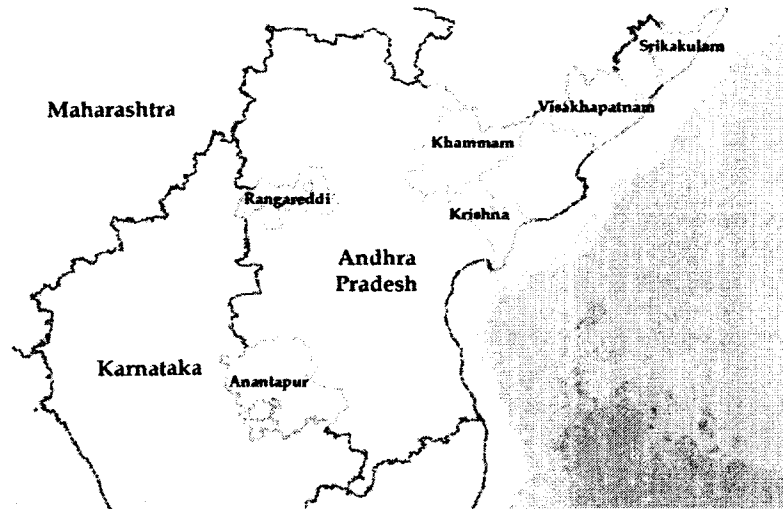 Srikakulam
Maharashtra
Visakhapatnam
Khammam
Rangareddi
Krishna
Andhra
Pradesh
Karnataka
Anantapur